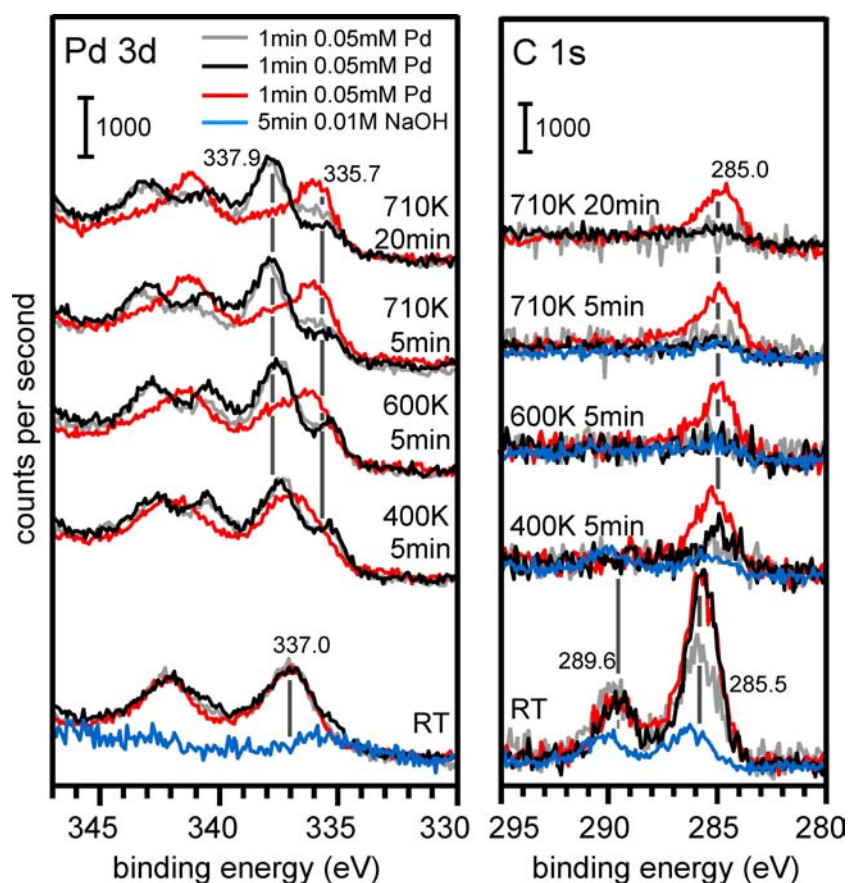 Pd 3d
1min 0.05mM Pd
1min 0.05mM Pd
1min 0.05mM Pd
5min 0.01M NaOH
1000
337.9
335.7
710K
20min
710K
5min
600K
5min
400K
5min
337.0
RT
345
340
335
330
binding energy (eV)
counts per second
C 1s
1000
285.0
710K 20min
710K 5min
600K 5min
400K 5min
289.6
285.5
RT
295
290
285
280
binding energy (eV)